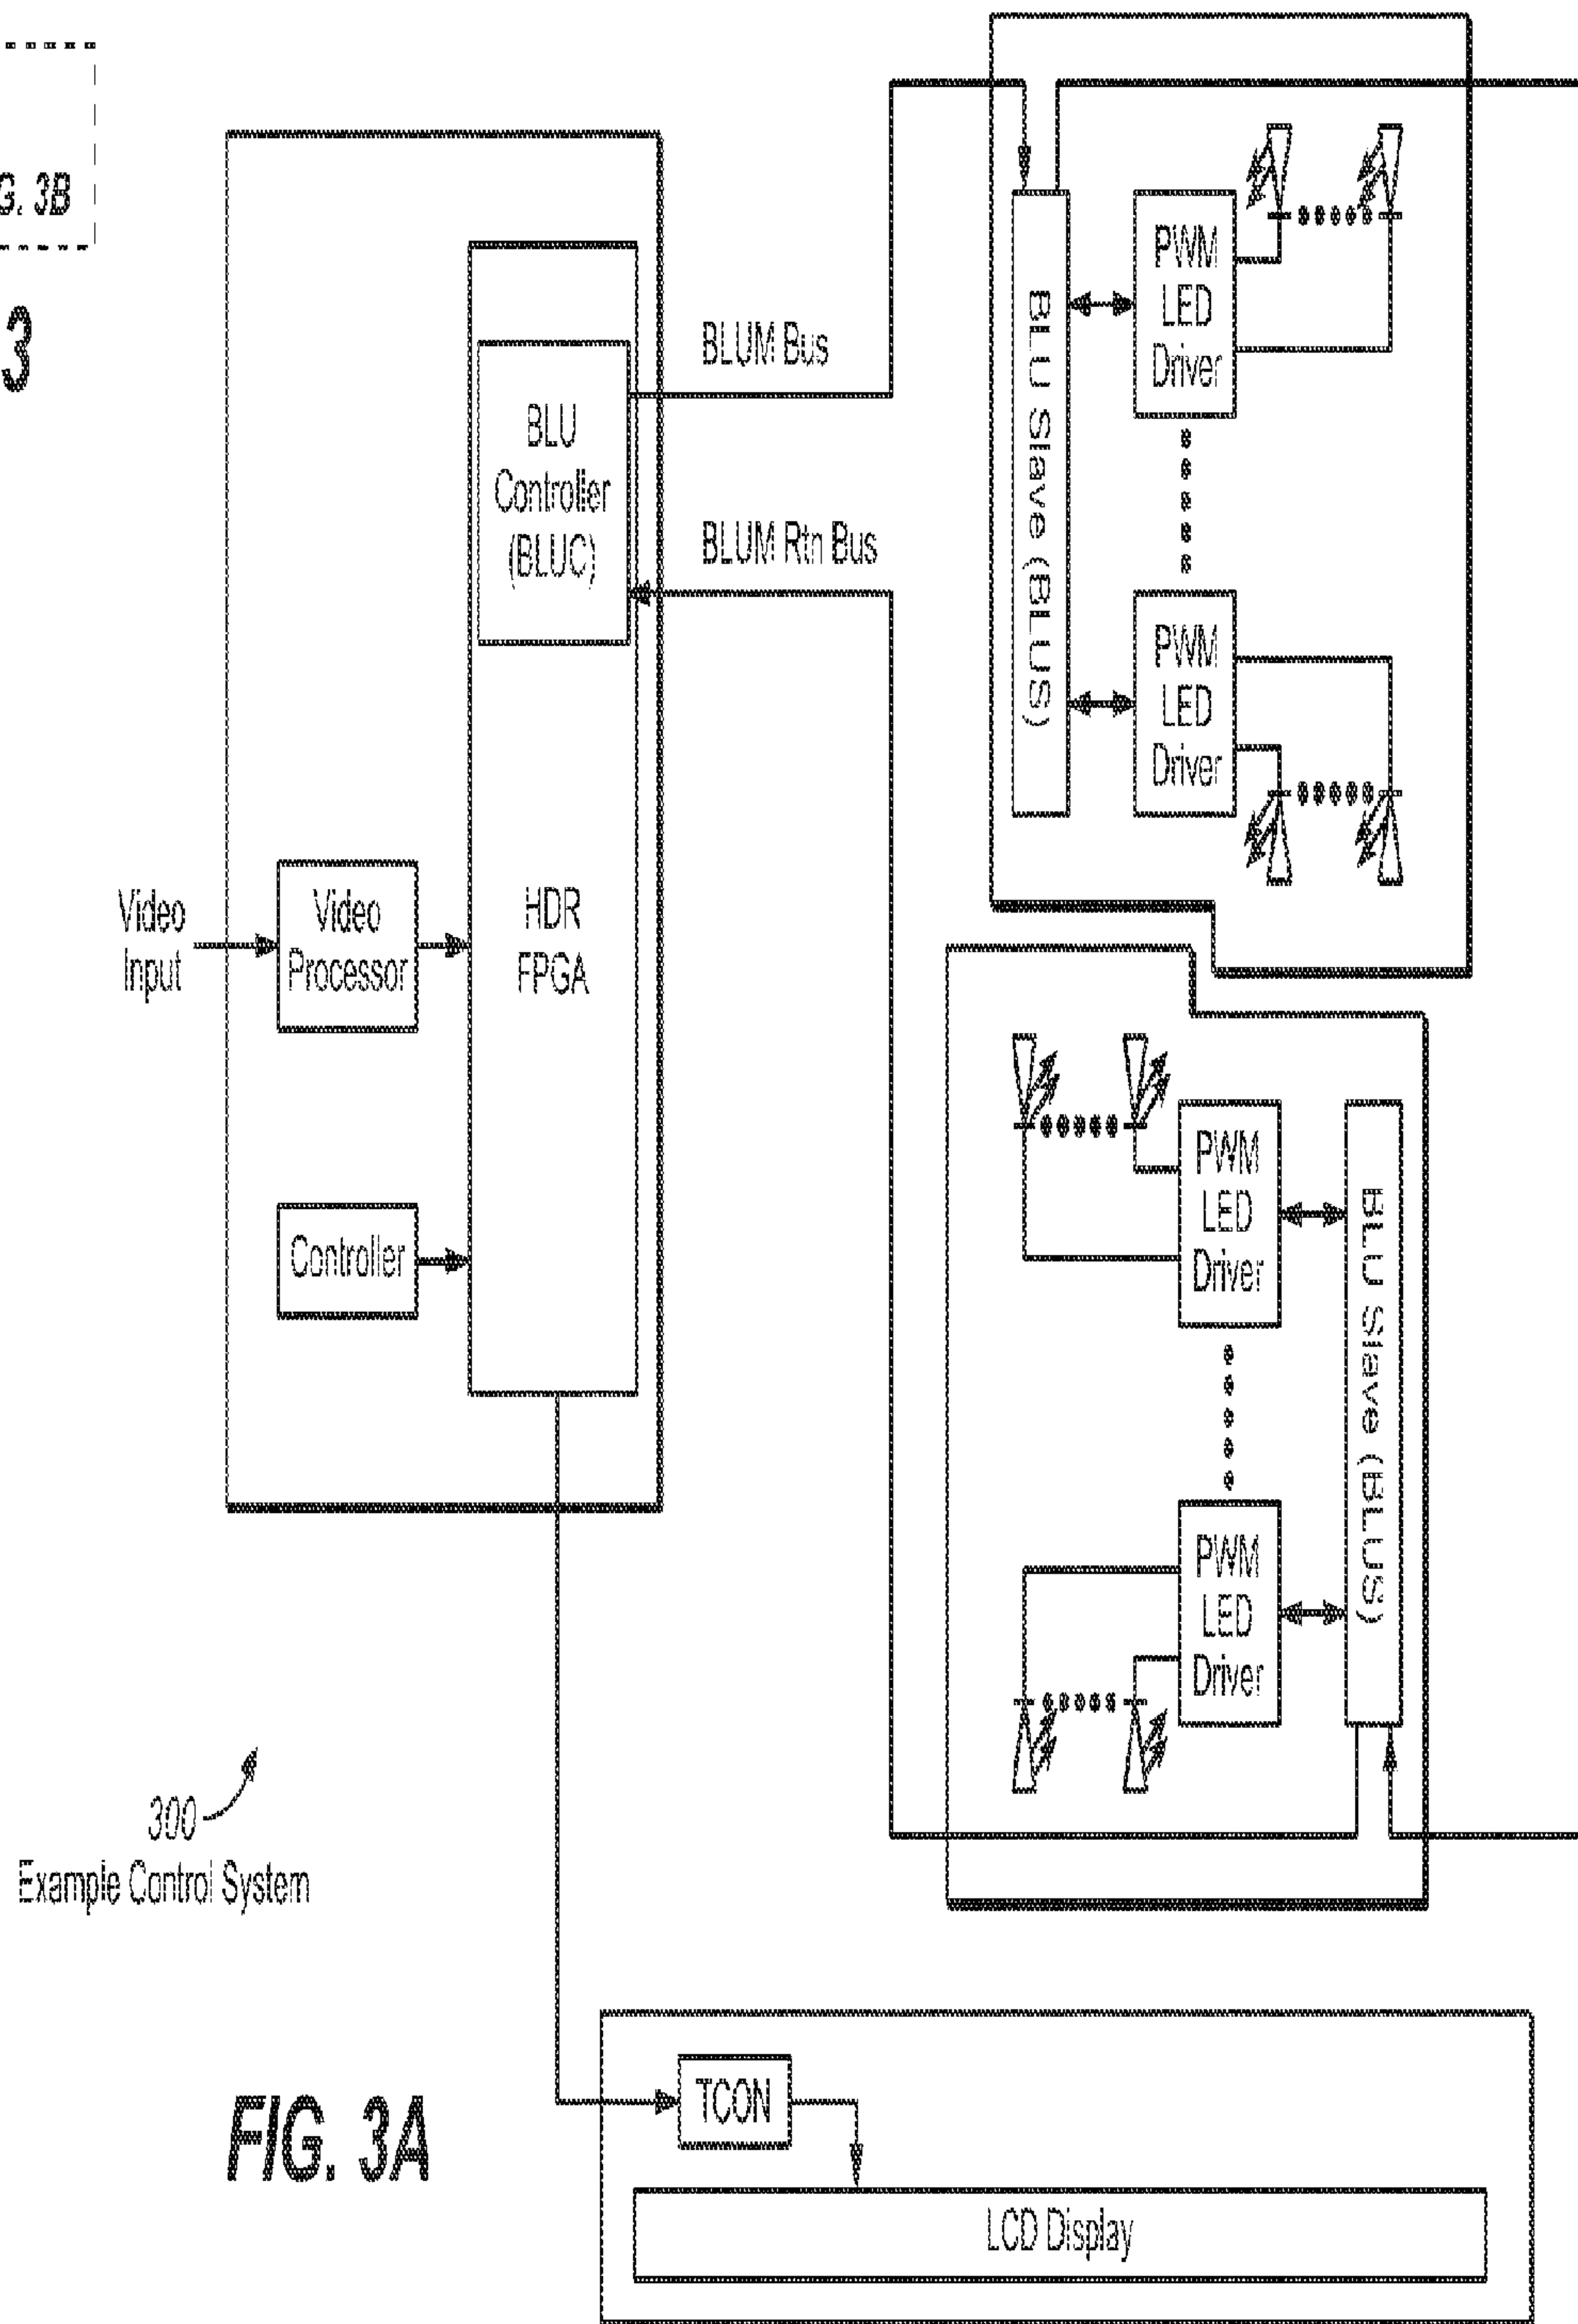 G. 3B
3
BLUM Bus
BLU
Controller
(BLUC)
BLUM Rtn Bus
HDR
FPGA
Video
Input
Video
Processor
Controller
BLU Slave (BLUS)
PWM
LED
Driver
PWM
LED
Driver
PWM
LED
Driver
PWM
LED
Driver
BLU Slave (BLUS)
300
Example Control System
FIG. 3A
TCON
LCD Display